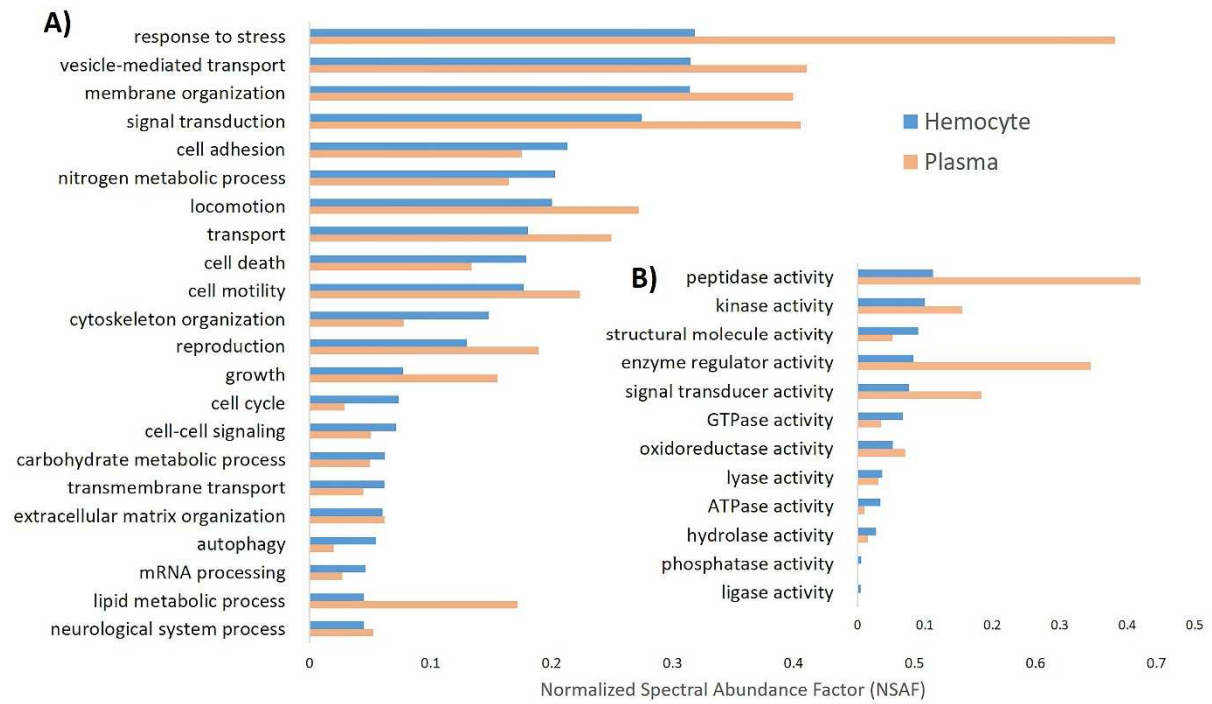 A)
response to stress
vesicle-mediated transport
membrane organization
signal transduction
cell adhesion
nitrogen metabolic process
locomotion
transport
cell death
cell motility
cytoskeleton organization
reproduction
growth
cell cycle
cell-cell signaling
carbohydrate metabolic process
transmembrane transport
extracellular matrix organization
autophagy
mRNA processing
lipid metabolic process
neurological system process
0 0.1 0.2 0.3 0.4 0.5 0.6 0.7
Normalized Spectral Abundance Factor (NSAF)
Hemocyte
Plasma
B)
peptidase activity
kinase activity
structural molecule activity
enzyme regulator activity
signal transducer activity
GTPase activity
oxidoreductase activity
lyase activity
ATPase activity
hydrolase activity
phosphatase activity
ligase activity
0 0.1 0.2 0.3 0.4 0.5